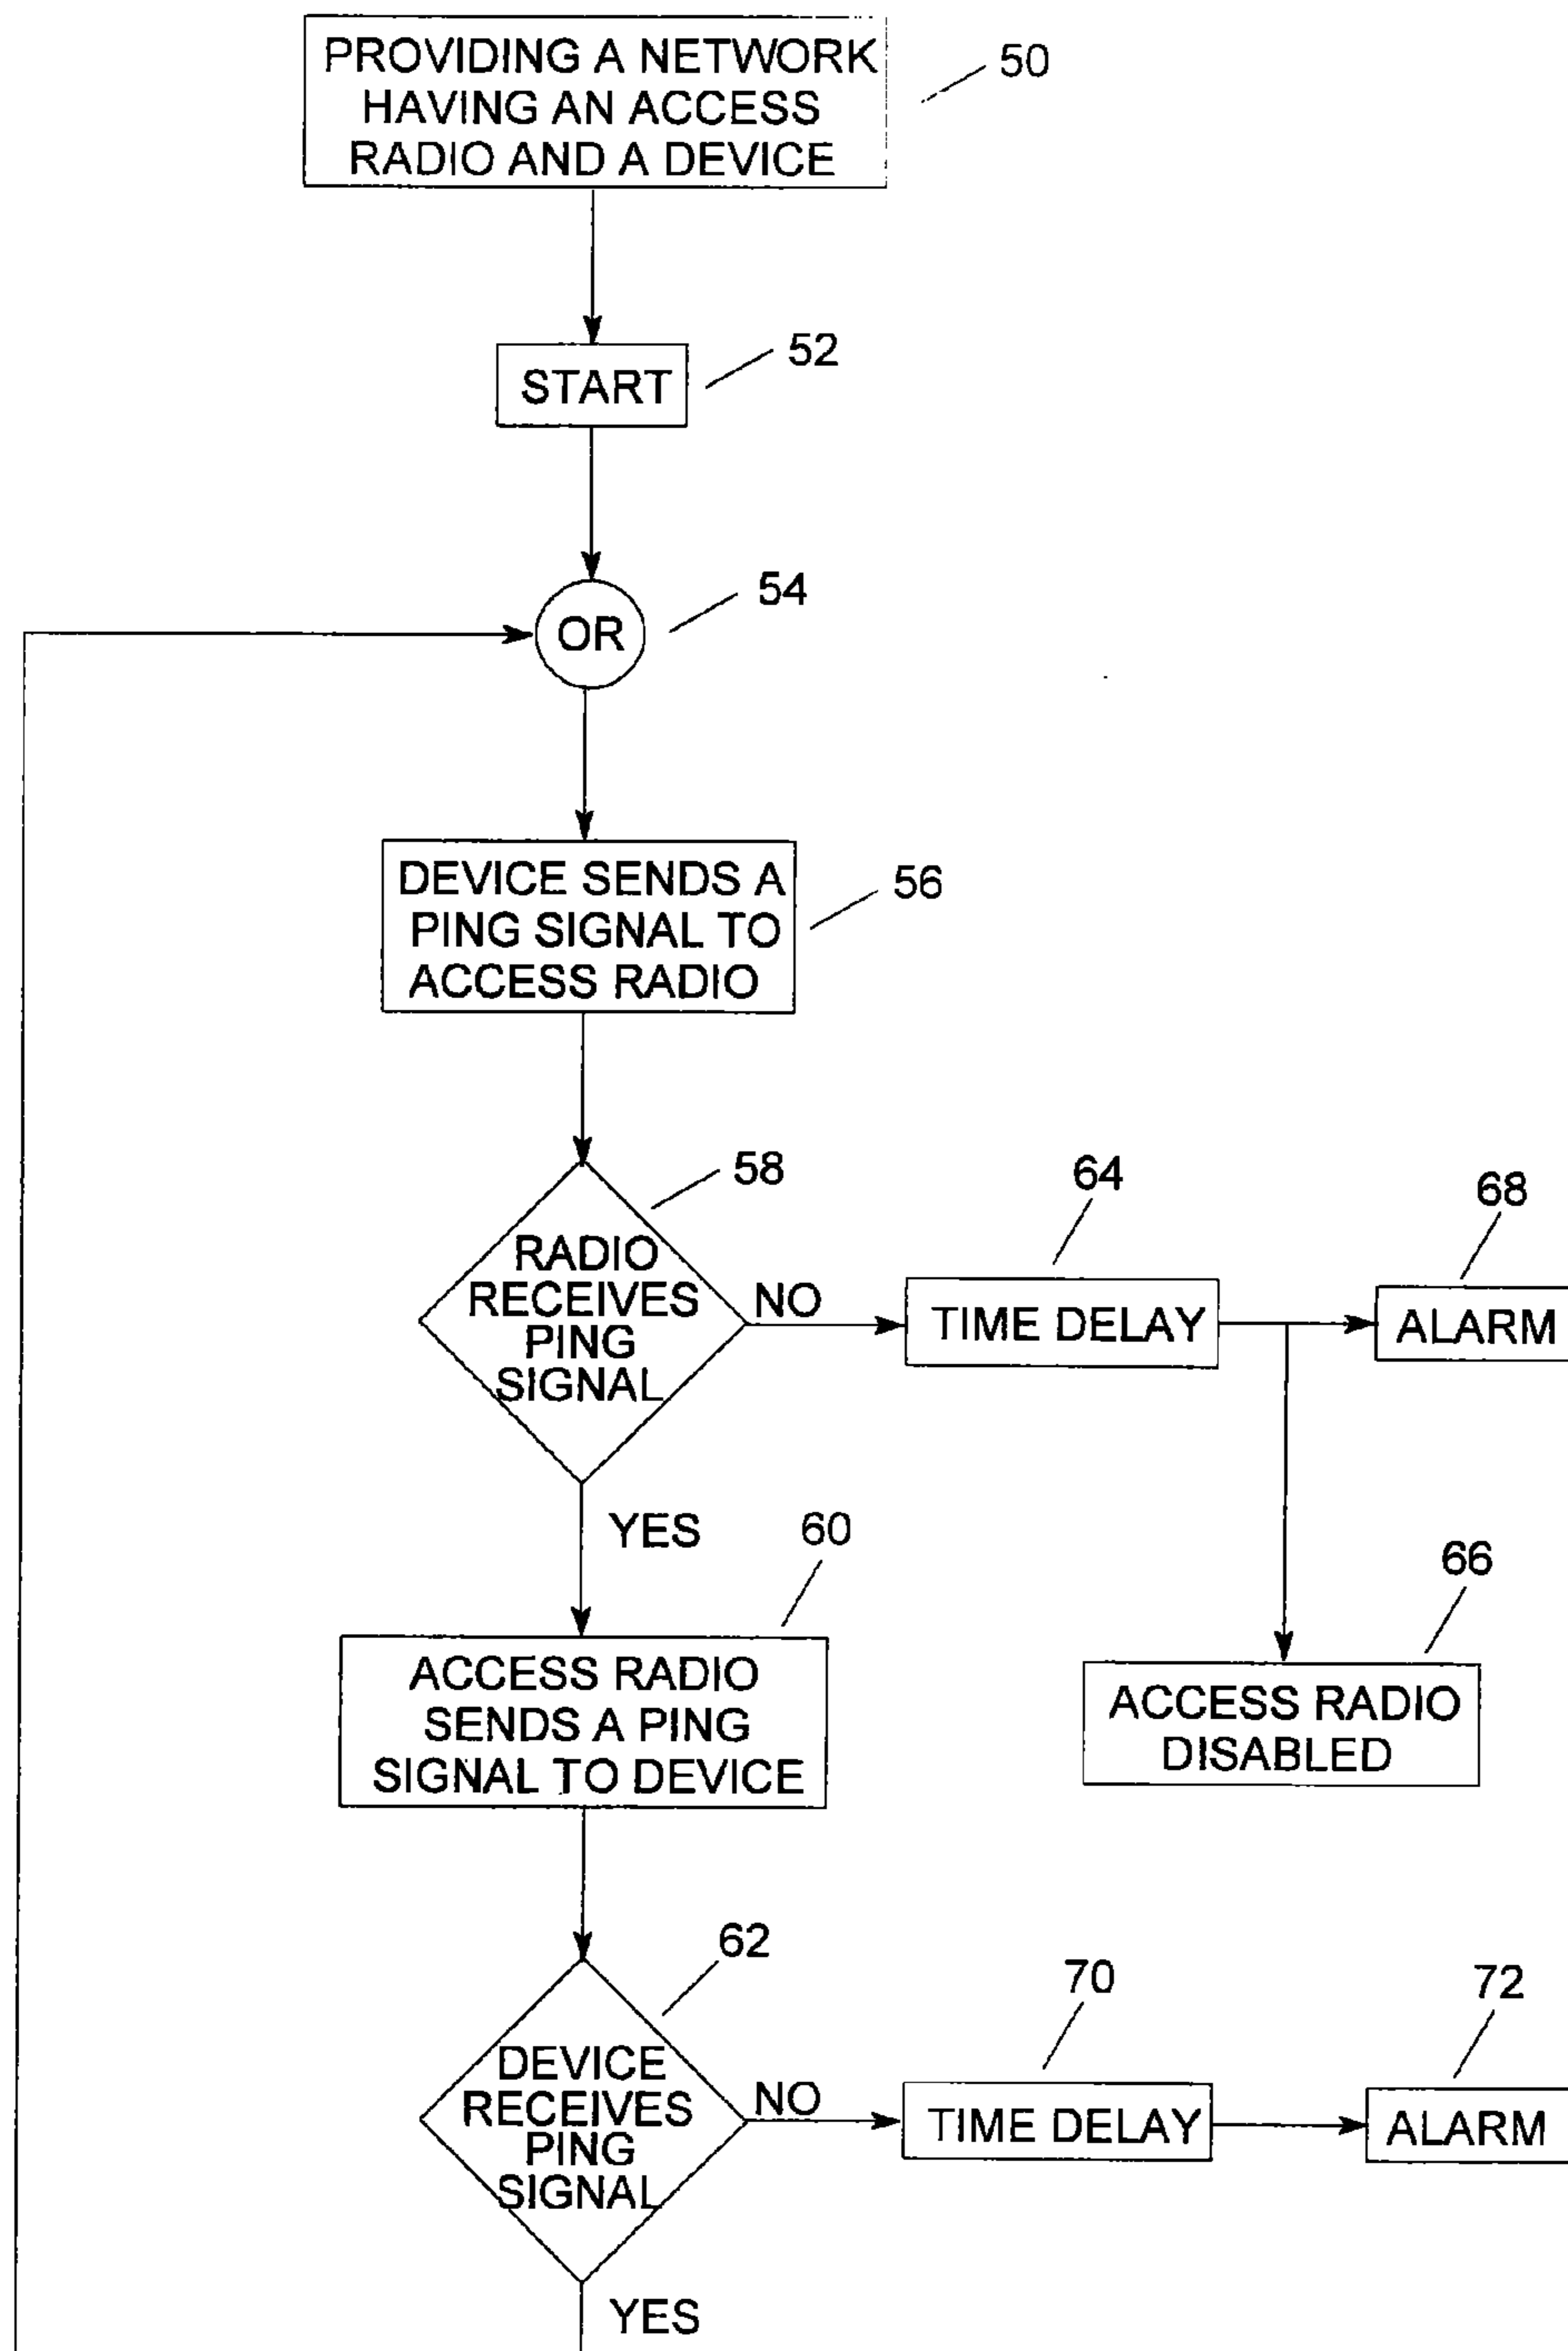 PROVIDING A NETWORK
HAVING AN ACCESS
RADIO AND A DEVICE
50
START
52
OR
54
DEVICE SENDS A
PING SIGNAL TO
ACCESS RADIO
56
RADIO
RECEIVES
PING
SIGNAL
58
NO
TIME DELAY
64
ALARM
68
YES
ACCESS RADIO
SENDS A PING
SIGNAL TO DEVICE
60
ACCESS RADIO
DISABLED
66
DEVICE
RECEIVES
PING
SIGNAL
62
NO
TIME DELAY
70
ALARM
72
YES